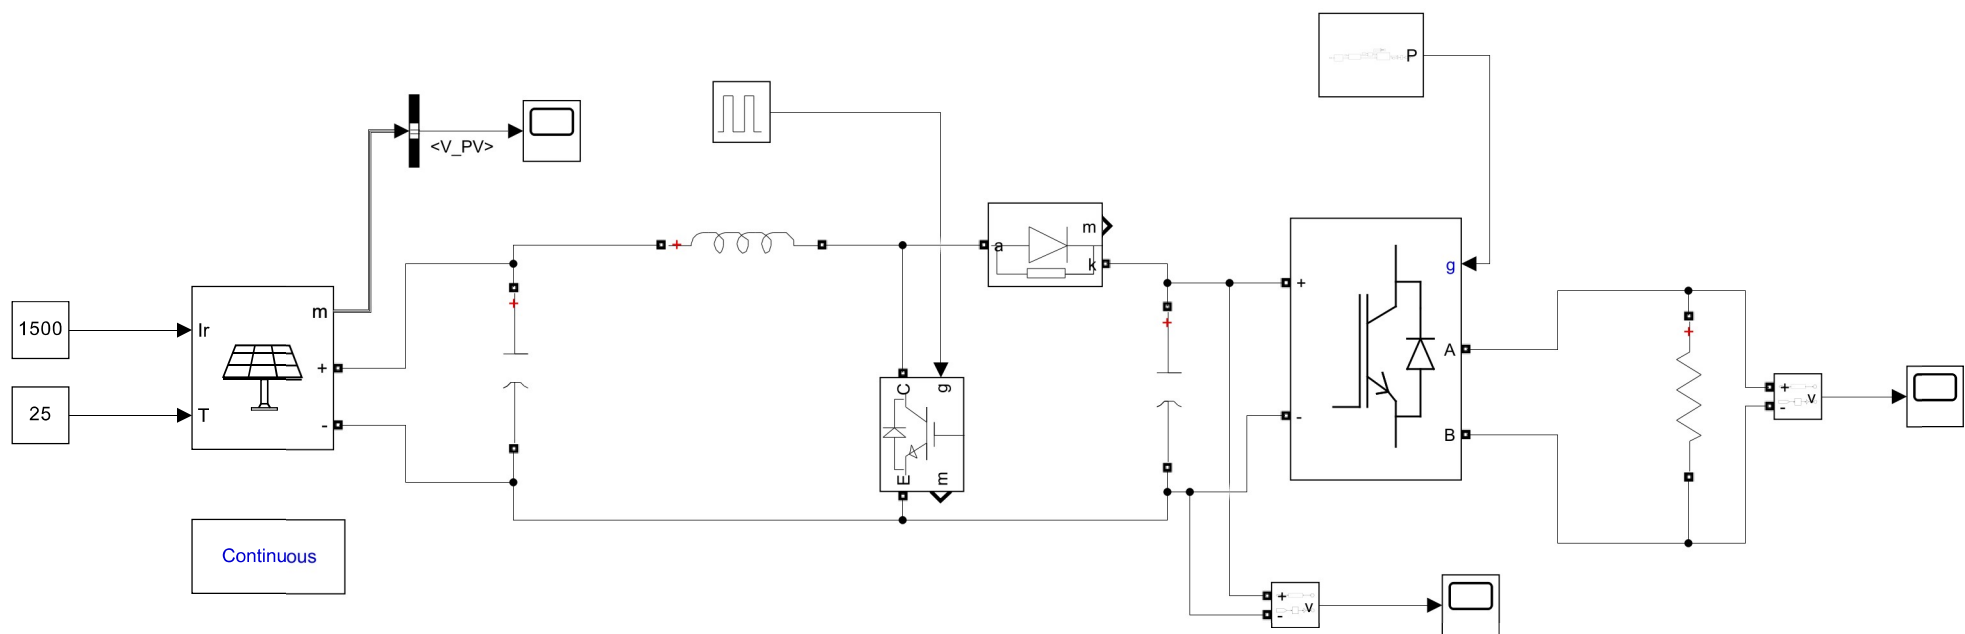 P
<V_PV>
m
+
a
k
m
+
g
1500
Ir
+
+
+
A
+
25
T
-
C
g
-
B
+
-
v
E
m
Continuous
+
-
v